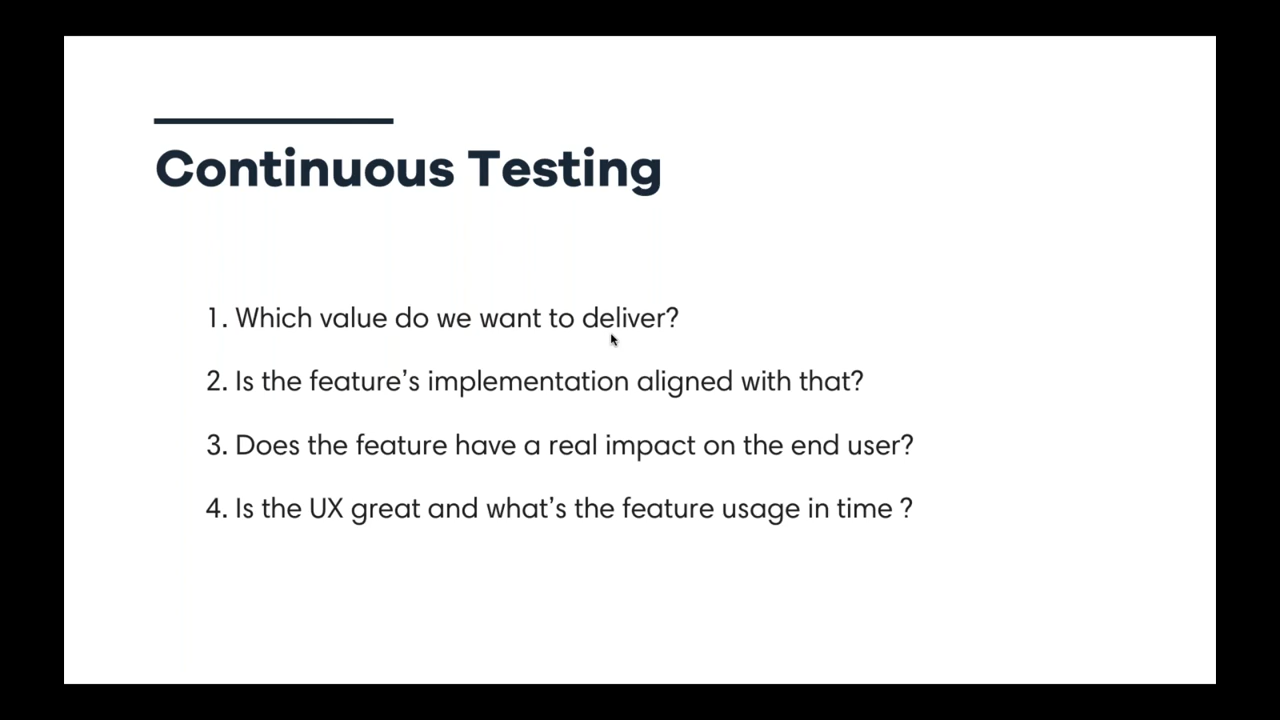 Continuous Testing
1. Which value do we want to deliver?
2. Is the feature’s implementation aligned with that?
3. Does the feature have a real impact on the end user?
4. Is the UX great and what’s the feature usage in time ?